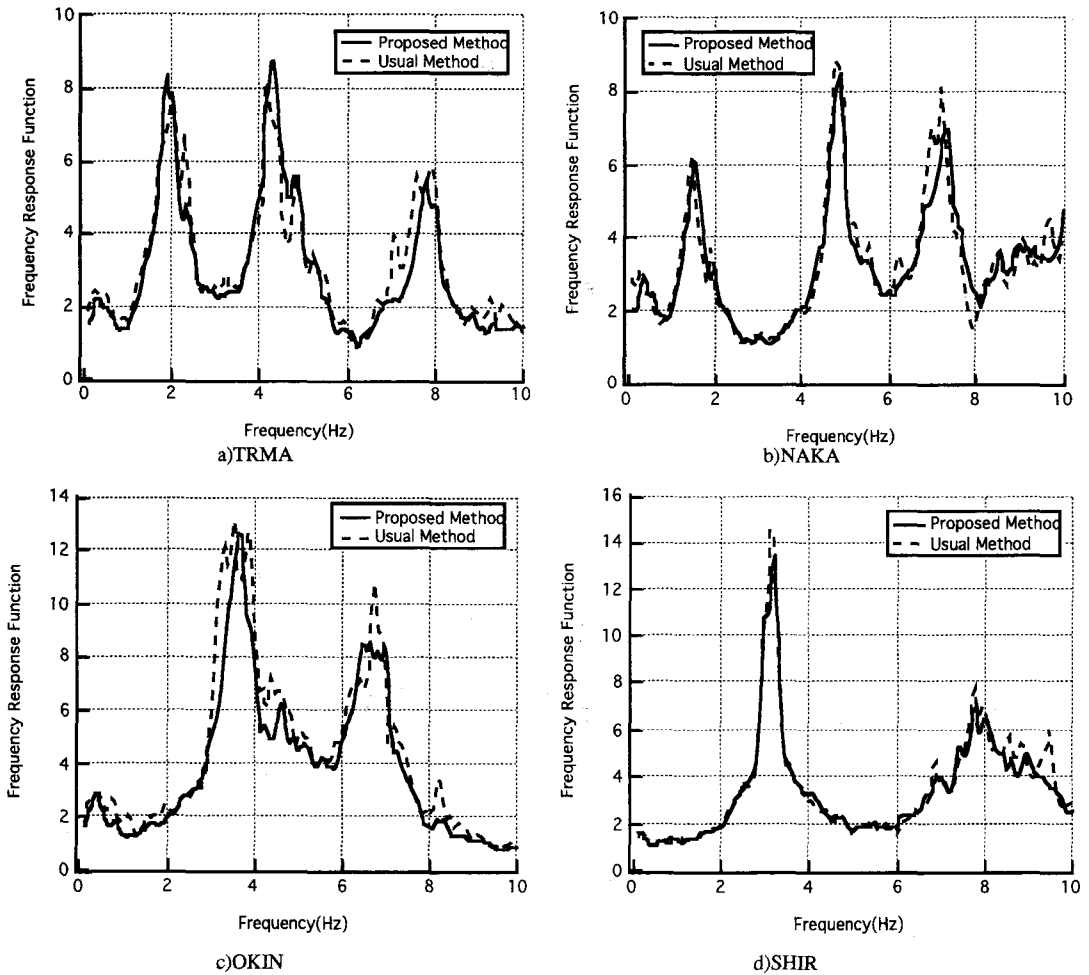 10
8
6
4
2
0
Frequency Response Function
Proposed Method
Usual Method
0 2 4 6 8 10
Frequency(Hz)
a)TRMA
10
8
6
4
2
0
Frequency Response Function
Proposed Method
Usual Method
0 2 4 6 8 10
Frequency(Hz)
b)NAKA
14
12
10
8
6
4
2
0
Frequency Response Function
Proposed Method
Usual Method
0 2 4 6 8 10
Frequency(Hz)
c)OKIN
16
14
12
10
8
6
4
2
0
Frequency Response Function
Proposed Method
Usual Method
0 2 4 6 8 10
Frequency(Hz)
d)SHIR